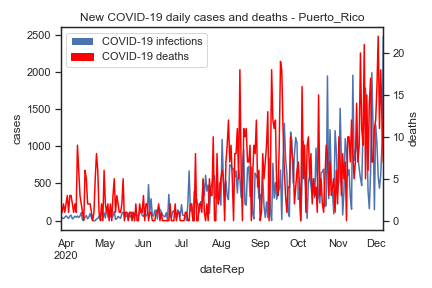 New COVID-19 daily cases and deaths - Puerto_Rico
COVID-19 infections
COVID-19 deaths
2500
2000
1500
1000
500
0
cases
20
15
10
5
0
deaths
Apr May Jun Jul Aug Sep Oct Nov Dec
2020
dateRep